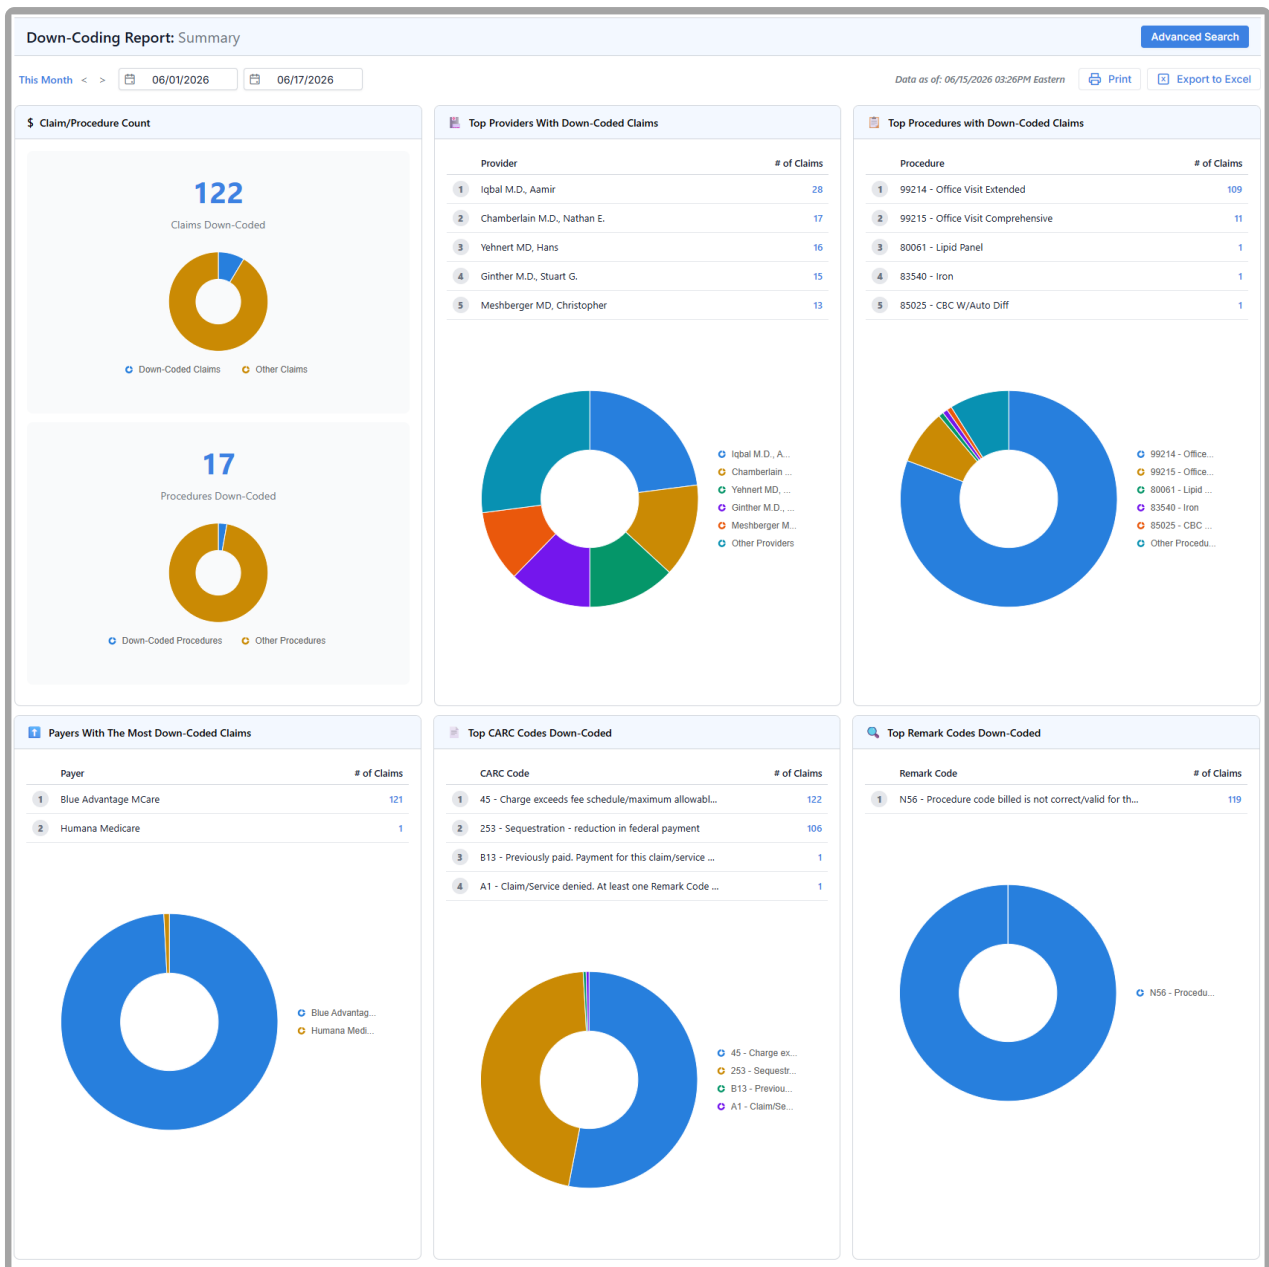 Down-Coding Report: Summary
Advanced Search
This Month < >
06/01/2026
06/17/2026
Data as of: 06/15/2026 03:26PM Eastern
Print
Export to Excel
$ Claim/Procedure Count
122
Claims Down-Coded
Down-Coded Claims
Other Claims
17
Procedures Down-Coded
Down-Coded Procedures
Other Procedures
Top Providers With Down-Coded Claims
Provider # of Claims
1 Iqbal M.D., Aamir 28
2 Chamberlain M.D., Nathan E. 17
3 Yehnert MD, Hans 16
4 Ginther M.D., Stuart G. 15
5 Meshberger MD, Christopher 13
Iqbal M.D., A...
Chamberlain ...
Yehnert MD, ...
Ginther M.D., ...
Meshberger M...
Other Providers
Top Procedures with Down-Coded Claims
Procedure # of Claims
1 99214 - Office Visit Extended 109
2 99215 - Office Visit Comprehensive 11
3 80061 - Lipid Panel 1
4 83540 - Iron 1
5 85025 - CBC W/Auto Diff 1
99214 - Office...
99215 - Office...
80061 - Lipid ...
83540 - Iron
85025 - CBC ...
Other Procedu...
Payers With The Most Down-Coded Claims
Payer # of Claims
1 Blue Advantage MCare 121
2 Humana Medicare 1
Blue Advantag...
Humana Medi...
Top CARC Codes Down-Coded
CARC Code # of Claims
1 45 - Charge exceeds fee schedule/maximum allowabl... 122
2 253 - Sequestration - reduction in federal payment 106
3 B13 - Previously paid. Payment for this claim/service ... 1
4 A1 - Claim/Service denied. At least one Remark Code ... 1
45 - Charge ex...
253 - Sequestr...
B13 - Previou...
A1 - Claim/Se...
Top Remark Codes Down-Coded
Remark Code # of Claims
1 N56 - Procedure code billed is not correct/valid for th... 119
N56 - Procedu...